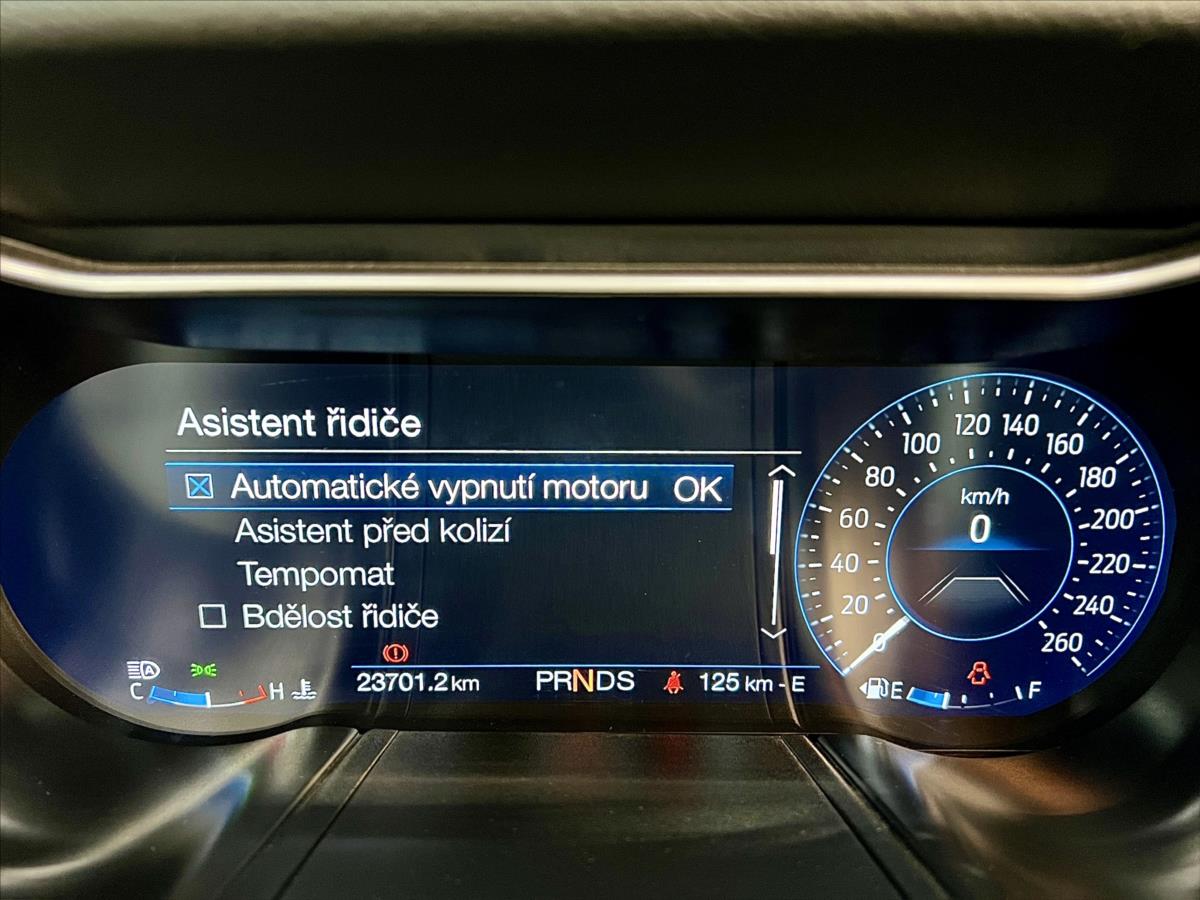 Asistent řidiče
Automatické vypnutí motoru OK
Asistent před kolizí
Tempomat
Bdělost řidiče
A
C H
23701.2 km PRNDS 125 km - E
0 20 40 60 80 100 120 140 160 180 200 220 240 260
km/h
0
E F